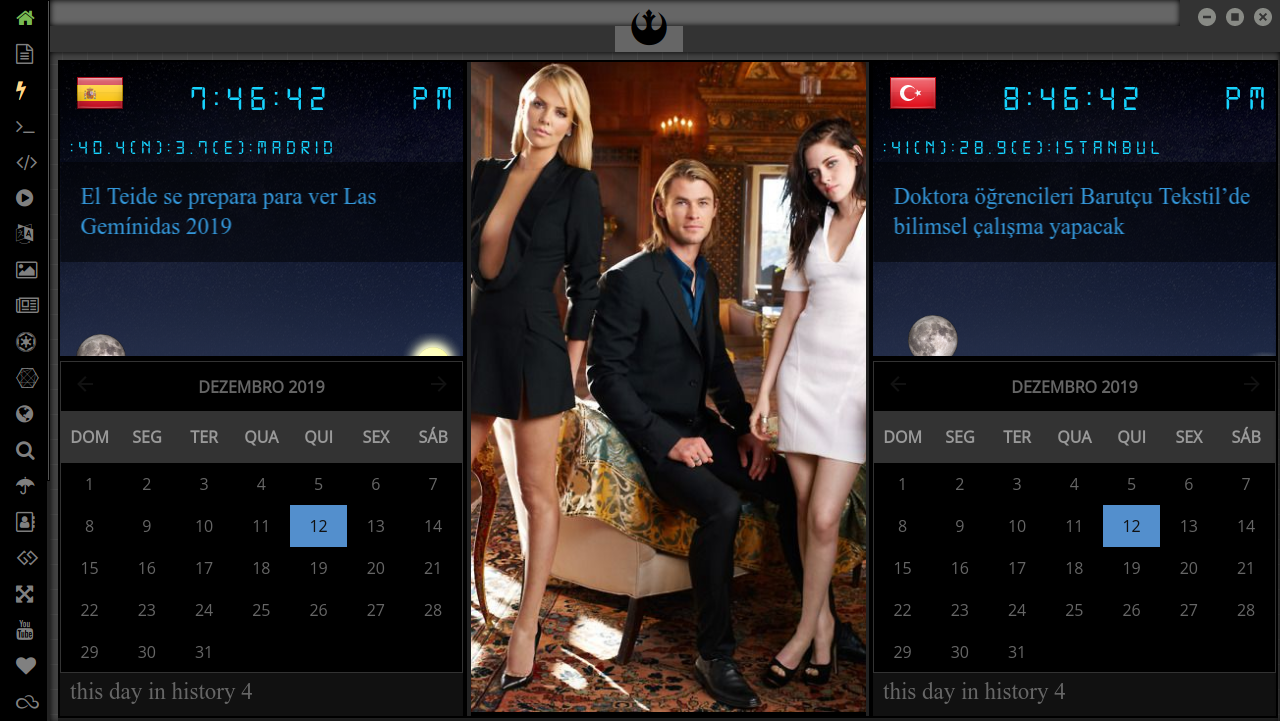 7:46:42 PM
:40.4(N):3.7(E):MADRID
El Teide se prepara para ver Las
Gemínidas 2019
DEZEMBRO 2019
DOM SEG TER QUA QUI SEX SÁB
1 2 3 4 5 6 7
8 9 10 11 12 13 14
15 16 17 18 19 20 21
22 23 24 25 26 27 28
29 30 31
this day in history 4
8:46:42 PM
:41(N):28.9(E):ISTANBUL
Doktora öğrencileri Barutçu Tekstil’de
bilimsel çalışma yapacak
DEZEMBRO 2019
DOM SEG TER QUA QUI SEX SÁB
1 2 3 4 5 6 7
8 9 10 11 12 13 14
15 16 17 18 19 20 21
22 23 24 25 26 27 28
29 30 31
this day in history 4
You
Tube